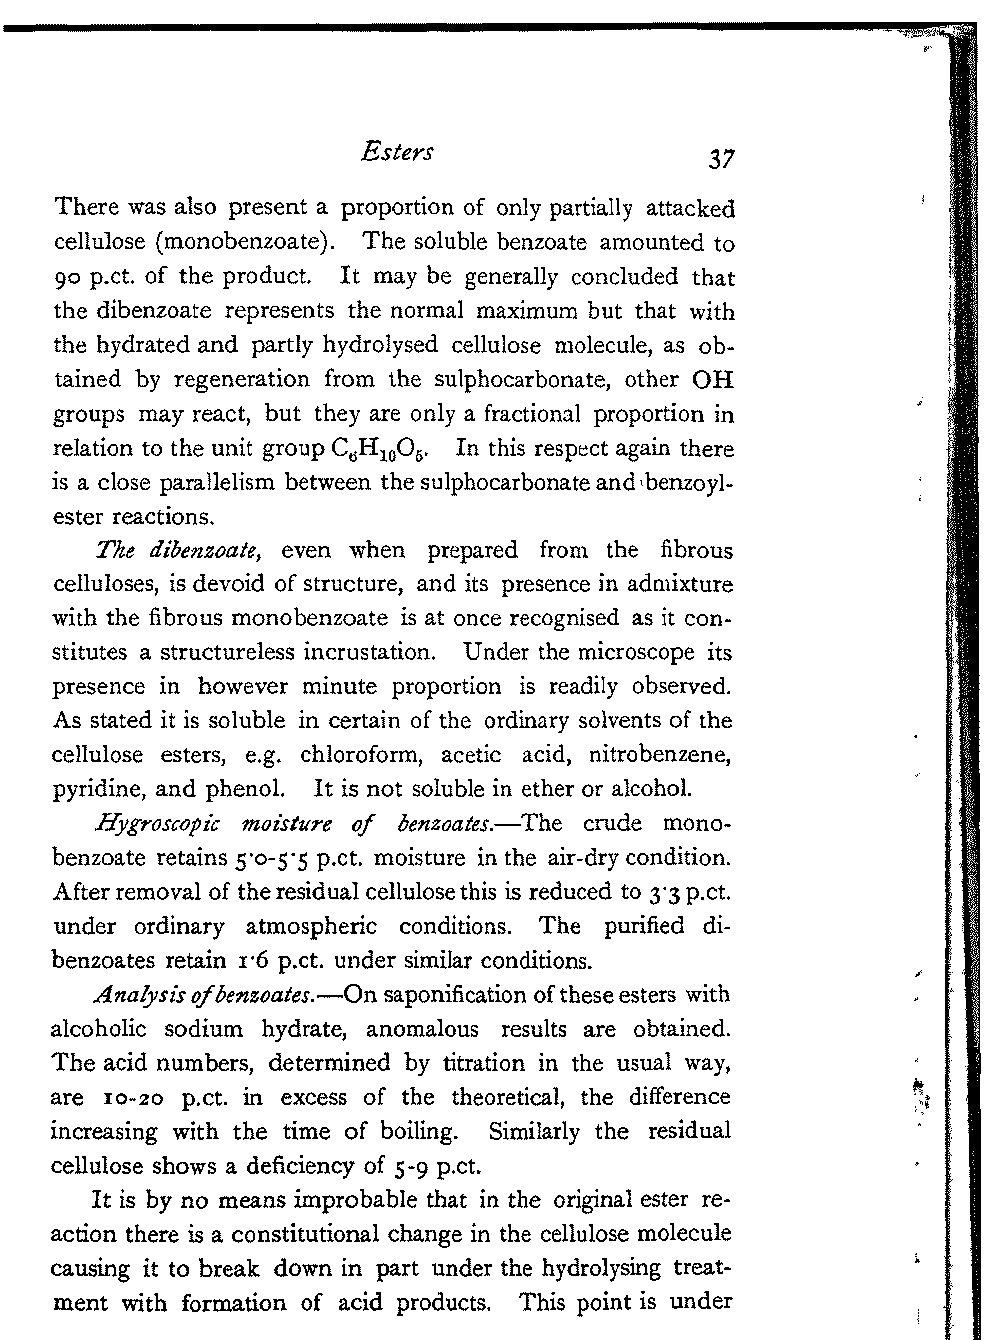 Esters 37
There was also present a proportion of only partially attacked
cellulose (monobenzoate). The soluble benzoate amounted to
90 p.ct. of the product. It may be generally concluded that
the dibenzoate represents the normal maximum but that with
the hydrated and partly hydrolysed cellulose molecule, as ob-
tained by regeneration from the sulphocarbonate, other OH
groups may react, but they are only a fractional proportion in
relation to the unit group C₆H₁₀O₅. In this respect again there
is a close parallelism between the sulphocarbonate and benzoyl-
ester reactions.
The dibenzoate, even when prepared from the fibrous
celluloses, is devoid of structure, and its presence in admixture
with the fibrous monobenzoate is at once recognised as it con-
stitutes a structureless incrustation. Under the microscope its
presence in however minute proportion is readily observed.
As stated it is soluble in certain of the ordinary solvents of the
cellulose esters, e.g. chloroform, acetic acid, nitrobenzene,
pyridine, and phenol. It is not soluble in ether or alcohol.
Hygroscopic moisture of benzoates.—The crude mono-
benzoate retains 5·0-5·5 p.ct. moisture in the air-dry condition.
After removal of the residual cellulose this is reduced to 3·3 p.ct.
under ordinary atmospheric conditions. The purified di-
benzoates retain 1·6 p.ct. under similar conditions.
Analysis of benzoates.—On saponification of these esters with
alcoholic sodium hydrate, anomalous results are obtained.
The acid numbers, determined by titration in the usual way,
are 10-20 p.ct. in excess of the theoretical, the difference
increasing with the time of boiling. Similarly the residual
cellulose shows a deficiency of 5-9 p.ct.
It is by no means improbable that in the original ester re-
action there is a constitutional change in the cellulose molecule
causing it to break down in part under the hydrolysing treat-
ment with formation of acid products. This point is under